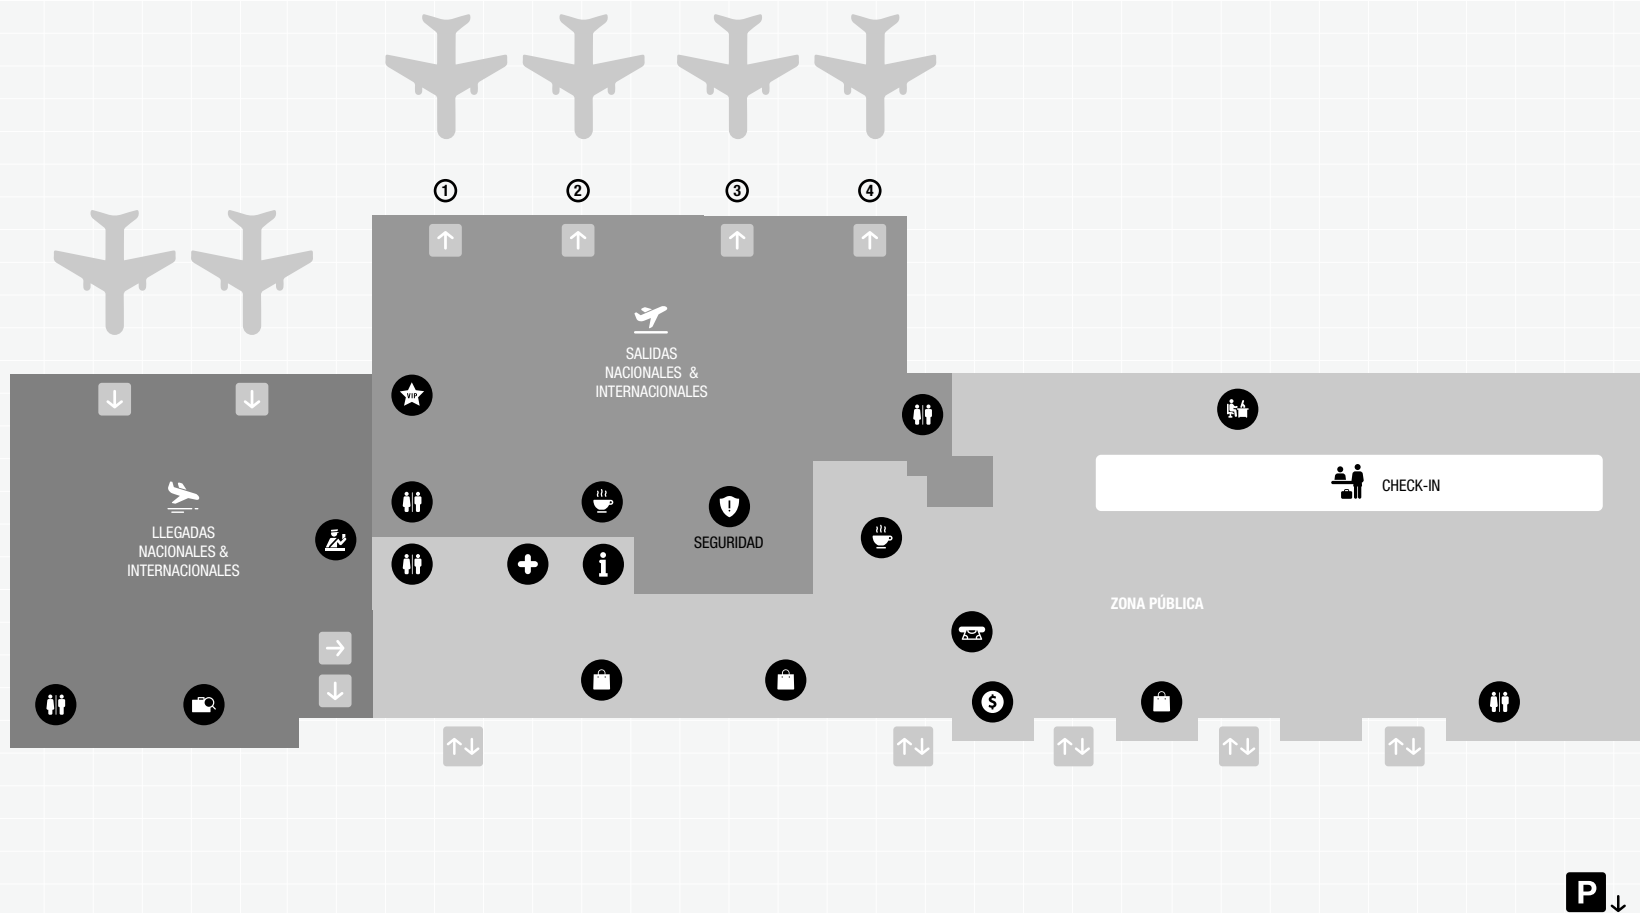 1
2
3
4
SALIDAS
NACIONALES &
INTERNACIONALES
VIP
CHECK-IN
LLEGADAS
NACIONALES &
INTERNACIONALES
!
SEGURIDAD
i
ZONA PÚBLICA
$
P